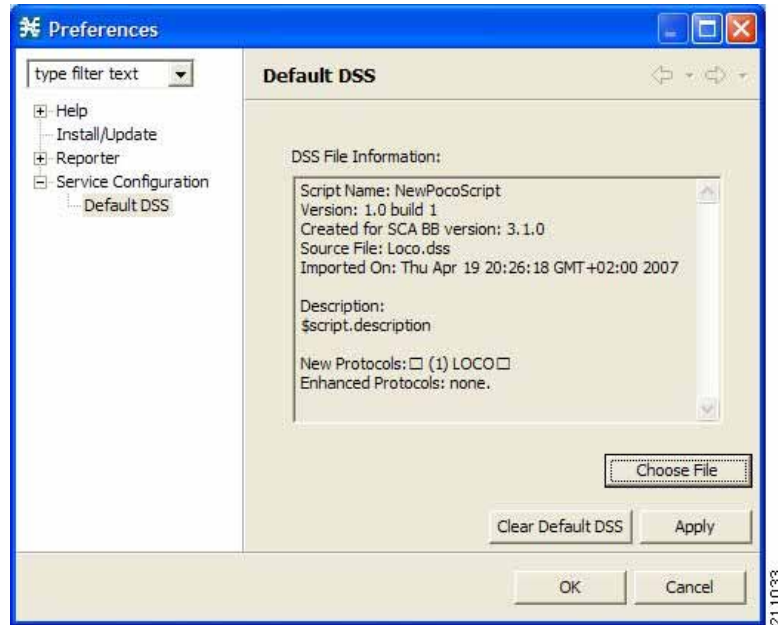 Preferences
type filter text
Default DSS
Help
Install/Update
Reporter
Service Configuration
Default DSS
DSS File Information:
Script Name: NewPocoScript
Version: 1.0 build 1
Created for SCA BB version: 3.1.0
Source File: Loco.dss
Imported On: Thu Apr 19 20:26:18 GMT+02:00 2007
Description:
$script.description
New Protocols:□ (1) LOCO□
Enhanced Protocols: none.
Choose File
Clear Default DSS
Apply
OK
Cancel
211033